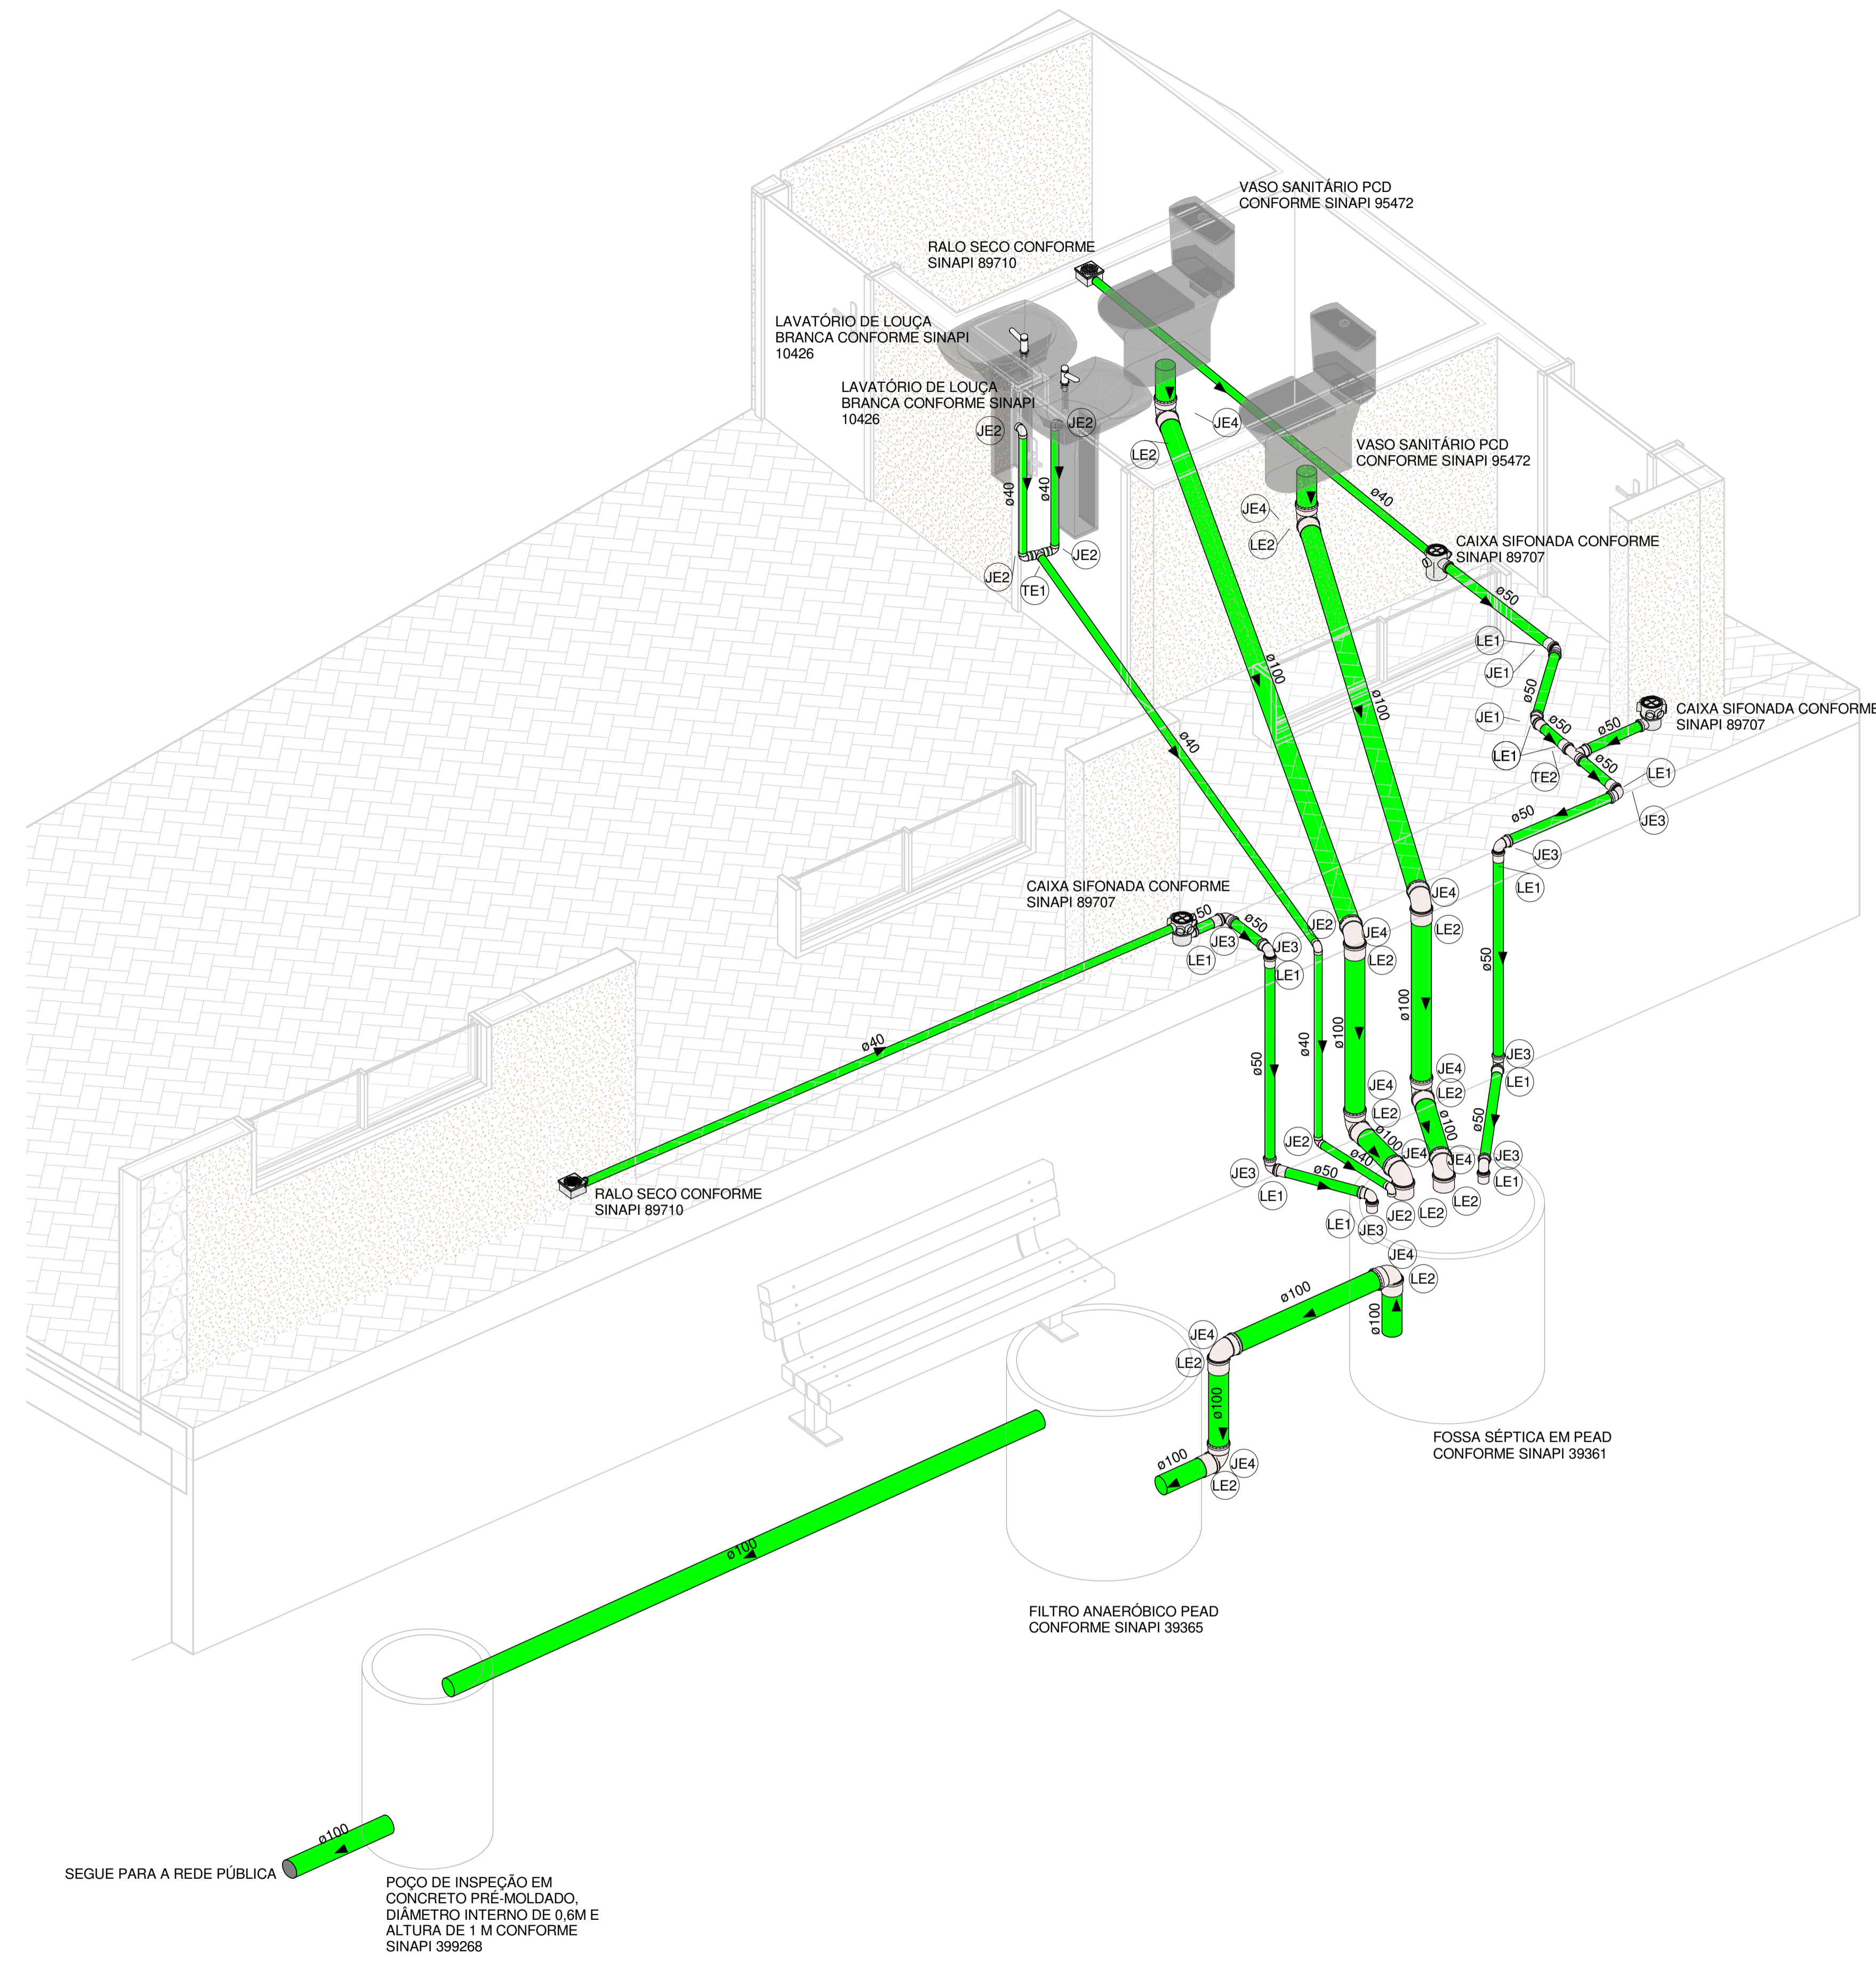 VASO SANITÁRIO PCD
CONFORME SINAPI 95472
RALO SECO CONFORME
SINAPI 89710
LAVATÓRIO DE LOUÇA
BRANCA CONFORME SINAPI
10426
LAVATÓRIO DE LOUÇA
BRANCA CONFORME SINAPI
10426
JE2
JE2
JE4
LE2
VASO SANITÁRIO PCD
CONFORME SINAPI 95472
ø40
ø40
ø40
JE4
LE2
CAIXA SIFONADA CONFORME
SINAPI 89707
JE2
JE2
TE1
ø50
LE1
JE1
ø100
ø100
ø50
JE1
ø50
ø50
CAIXA SIFONADA CONFORME
SINAPI 89707
ø40
LE1
TE2
ø50
LE1
ø50
JE3
JE3
LE1
CAIXA SIFONADA CONFORME
SINAPI 89707
ø50
ø50
JE3
LE1
JE3
LE1
JE2
JE4
LE2
JE4
LE2
ø50
ø40
ø50
ø40
ø100
ø100
JE3
LE1
JE4
LE2
JE4
LE2
ø50
ø100
ø100
JE2
ø40
JE4
JE4
JE3
LE1
JE3
LE1
ø50
LE1
JE3
JE2
LE2
LE2
RALO SECO CONFORME
SINAPI 89710
JE4
LE2
ø100
ø100
JE4
LE2
ø100
ø100
JE4
LE2
FOSSA SÉPTICA EM PEAD
CONFORME SINAPI 39361
ø100
FILTRO ANAERÓBICO PEAD
CONFORME SINAPI 39365
ø100
SEGUE PARA A REDE PÚBLICA
POÇO DE INSPEÇÃO EM
CONCRETO PRÉ-MOLDADO,
DIÂMETRO INTERNO DE 0,6M E
ALTURA DE 1 M CONFORME
SINAPI 399268